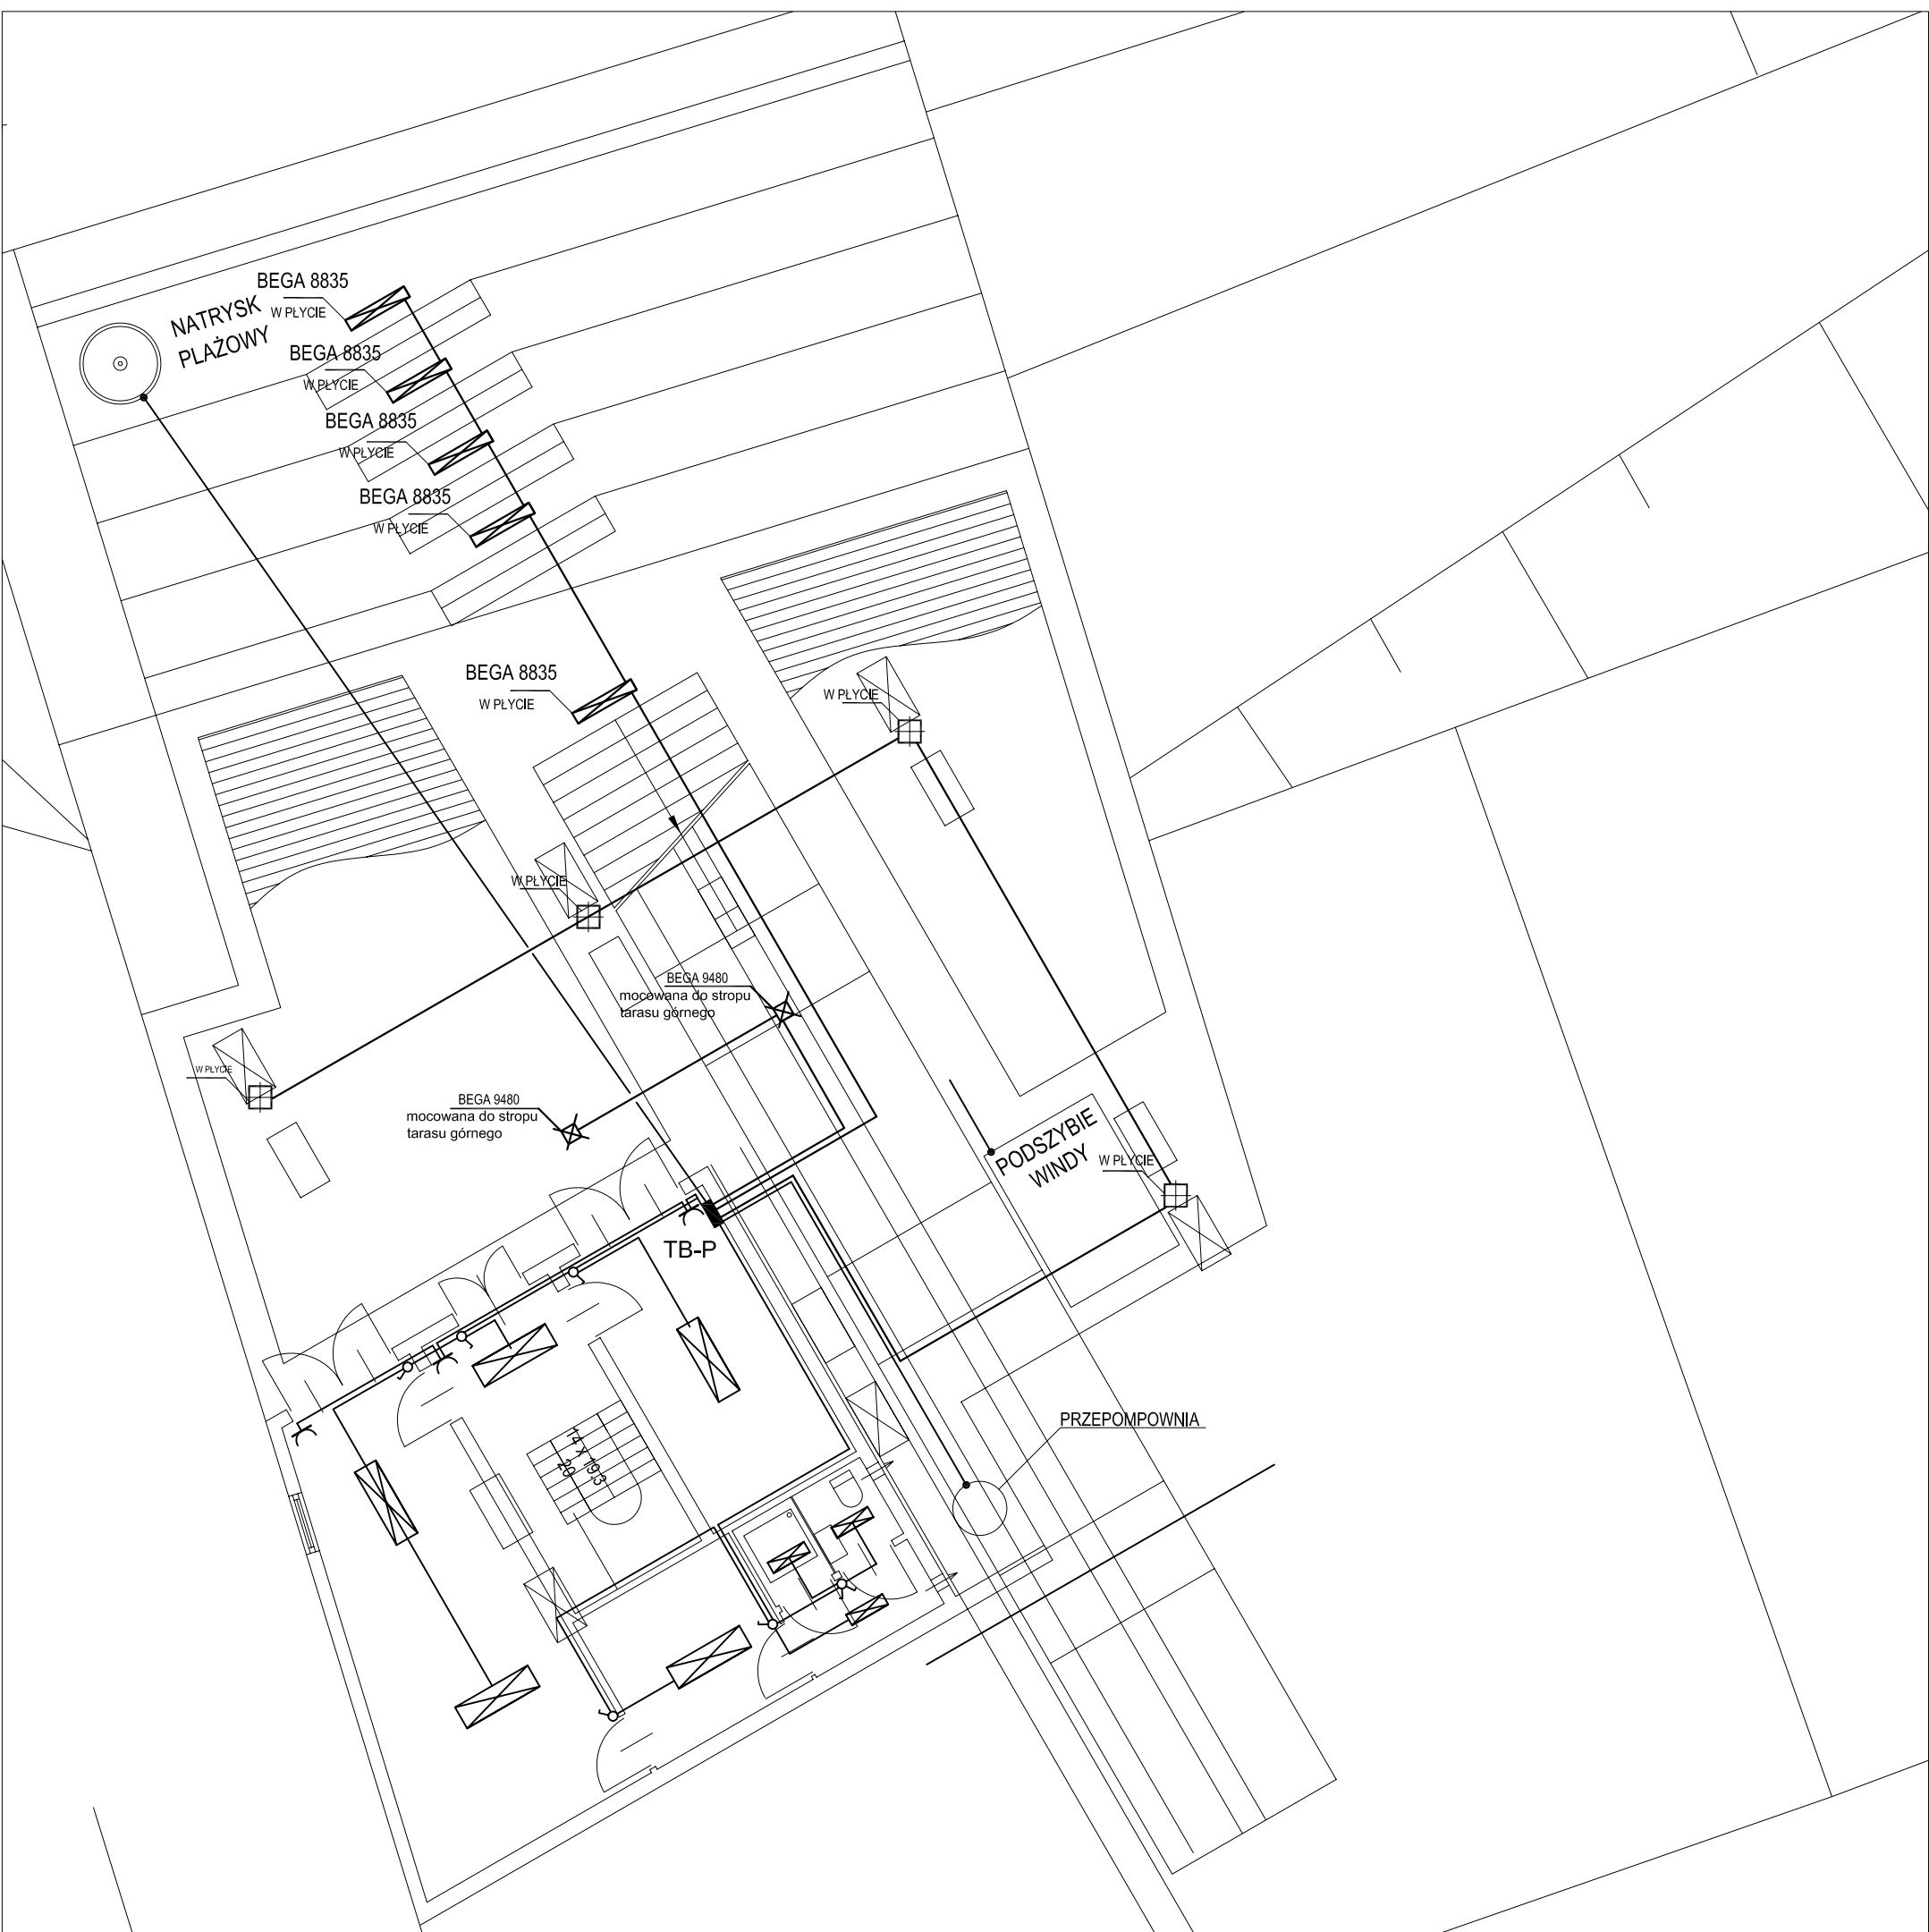 BEGA 8835
W PŁYCIE
NATRYSK
PLAŻOWY
BEGA 8835
W PŁYCIE
BEGA 8835
W PŁYCIE
BEGA 8835
W PŁYCIE
BEGA 8835
W PŁYCIE
W PŁYCIE
W PŁYCIE
BEGA 9480
mocowana do stropu
tarasu górnego
W PŁYCIE
BEGA 9480
mocowana do stropu
tarasu górnego
PODSZYBIE
WINDY
W PŁYCIE
TB-P
PRZEPOMPOWNIA
14 x 19,3
29